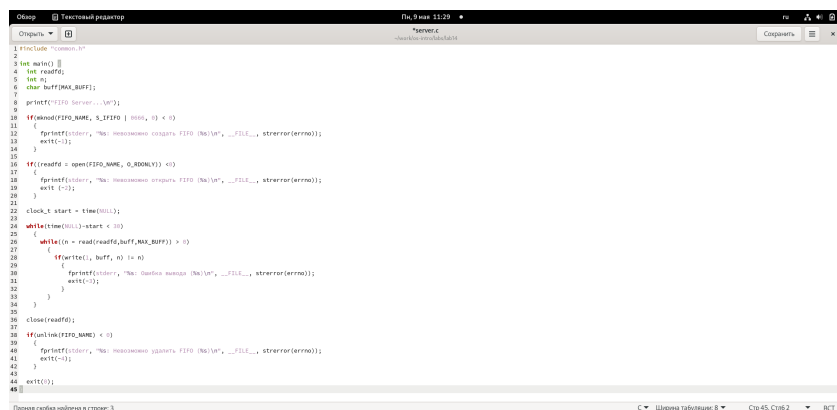 Обзор Текстовый редактор Пн, 9 мая 11:29 ru
Открыть *server.c Сохранить
~/work/os-intro/labs/lab14
1 #include "common.h"
2
3 int main() {
4 int readfd;
5 int n;
6 char buff[MAX_BUFF];
7
8 printf("FIFO Server...\n");
9
10 if(mknod(FIFO_NAME, S_IFIFO | 0666, 0) < 0)
11 {
12 fprintf(stderr, "%s: Невозможно создать FIFO (%s)\n", __FILE__, strerror(errno));
13 exit(-1);
14 }
15
16 if((readfd = open(FIFO_NAME, O_RDONLY)) <0)
17 {
18 fprintf(stderr, "%s: Невозможно открыть FIFO (%s)\n", __FILE__, strerror(errno));
19 exit (-2);
20 }
21
22 clock_t start = time(NULL);
23
24 while(time(NULL)-start < 30)
25 {
26 while((n = read(readfd,buff,MAX_BUFF)) > 0)
27 {
28 if(write(1, buff, n) != n)
29 {
30 fprintf(stderr, "%s: Ошибка вывода (%s)\n", __FILE__, strerror(errno));
31 exit(-3);
32 }
33 }
34 }
35
36 close(readfd);
37
38 if(unlink(FIFO_NAME) < 0)
39 {
40 fprintf(stderr, "%s: Невозможно удалить FIFO (%s)\n", __FILE__, strerror(errno));
41 exit(-4);
42 }
43
44 exit(0);
45 }
Парная скобка найдена в строке: 3 C Ширина табуляции: 8 Стр 45, Стлб 2 ВСТ